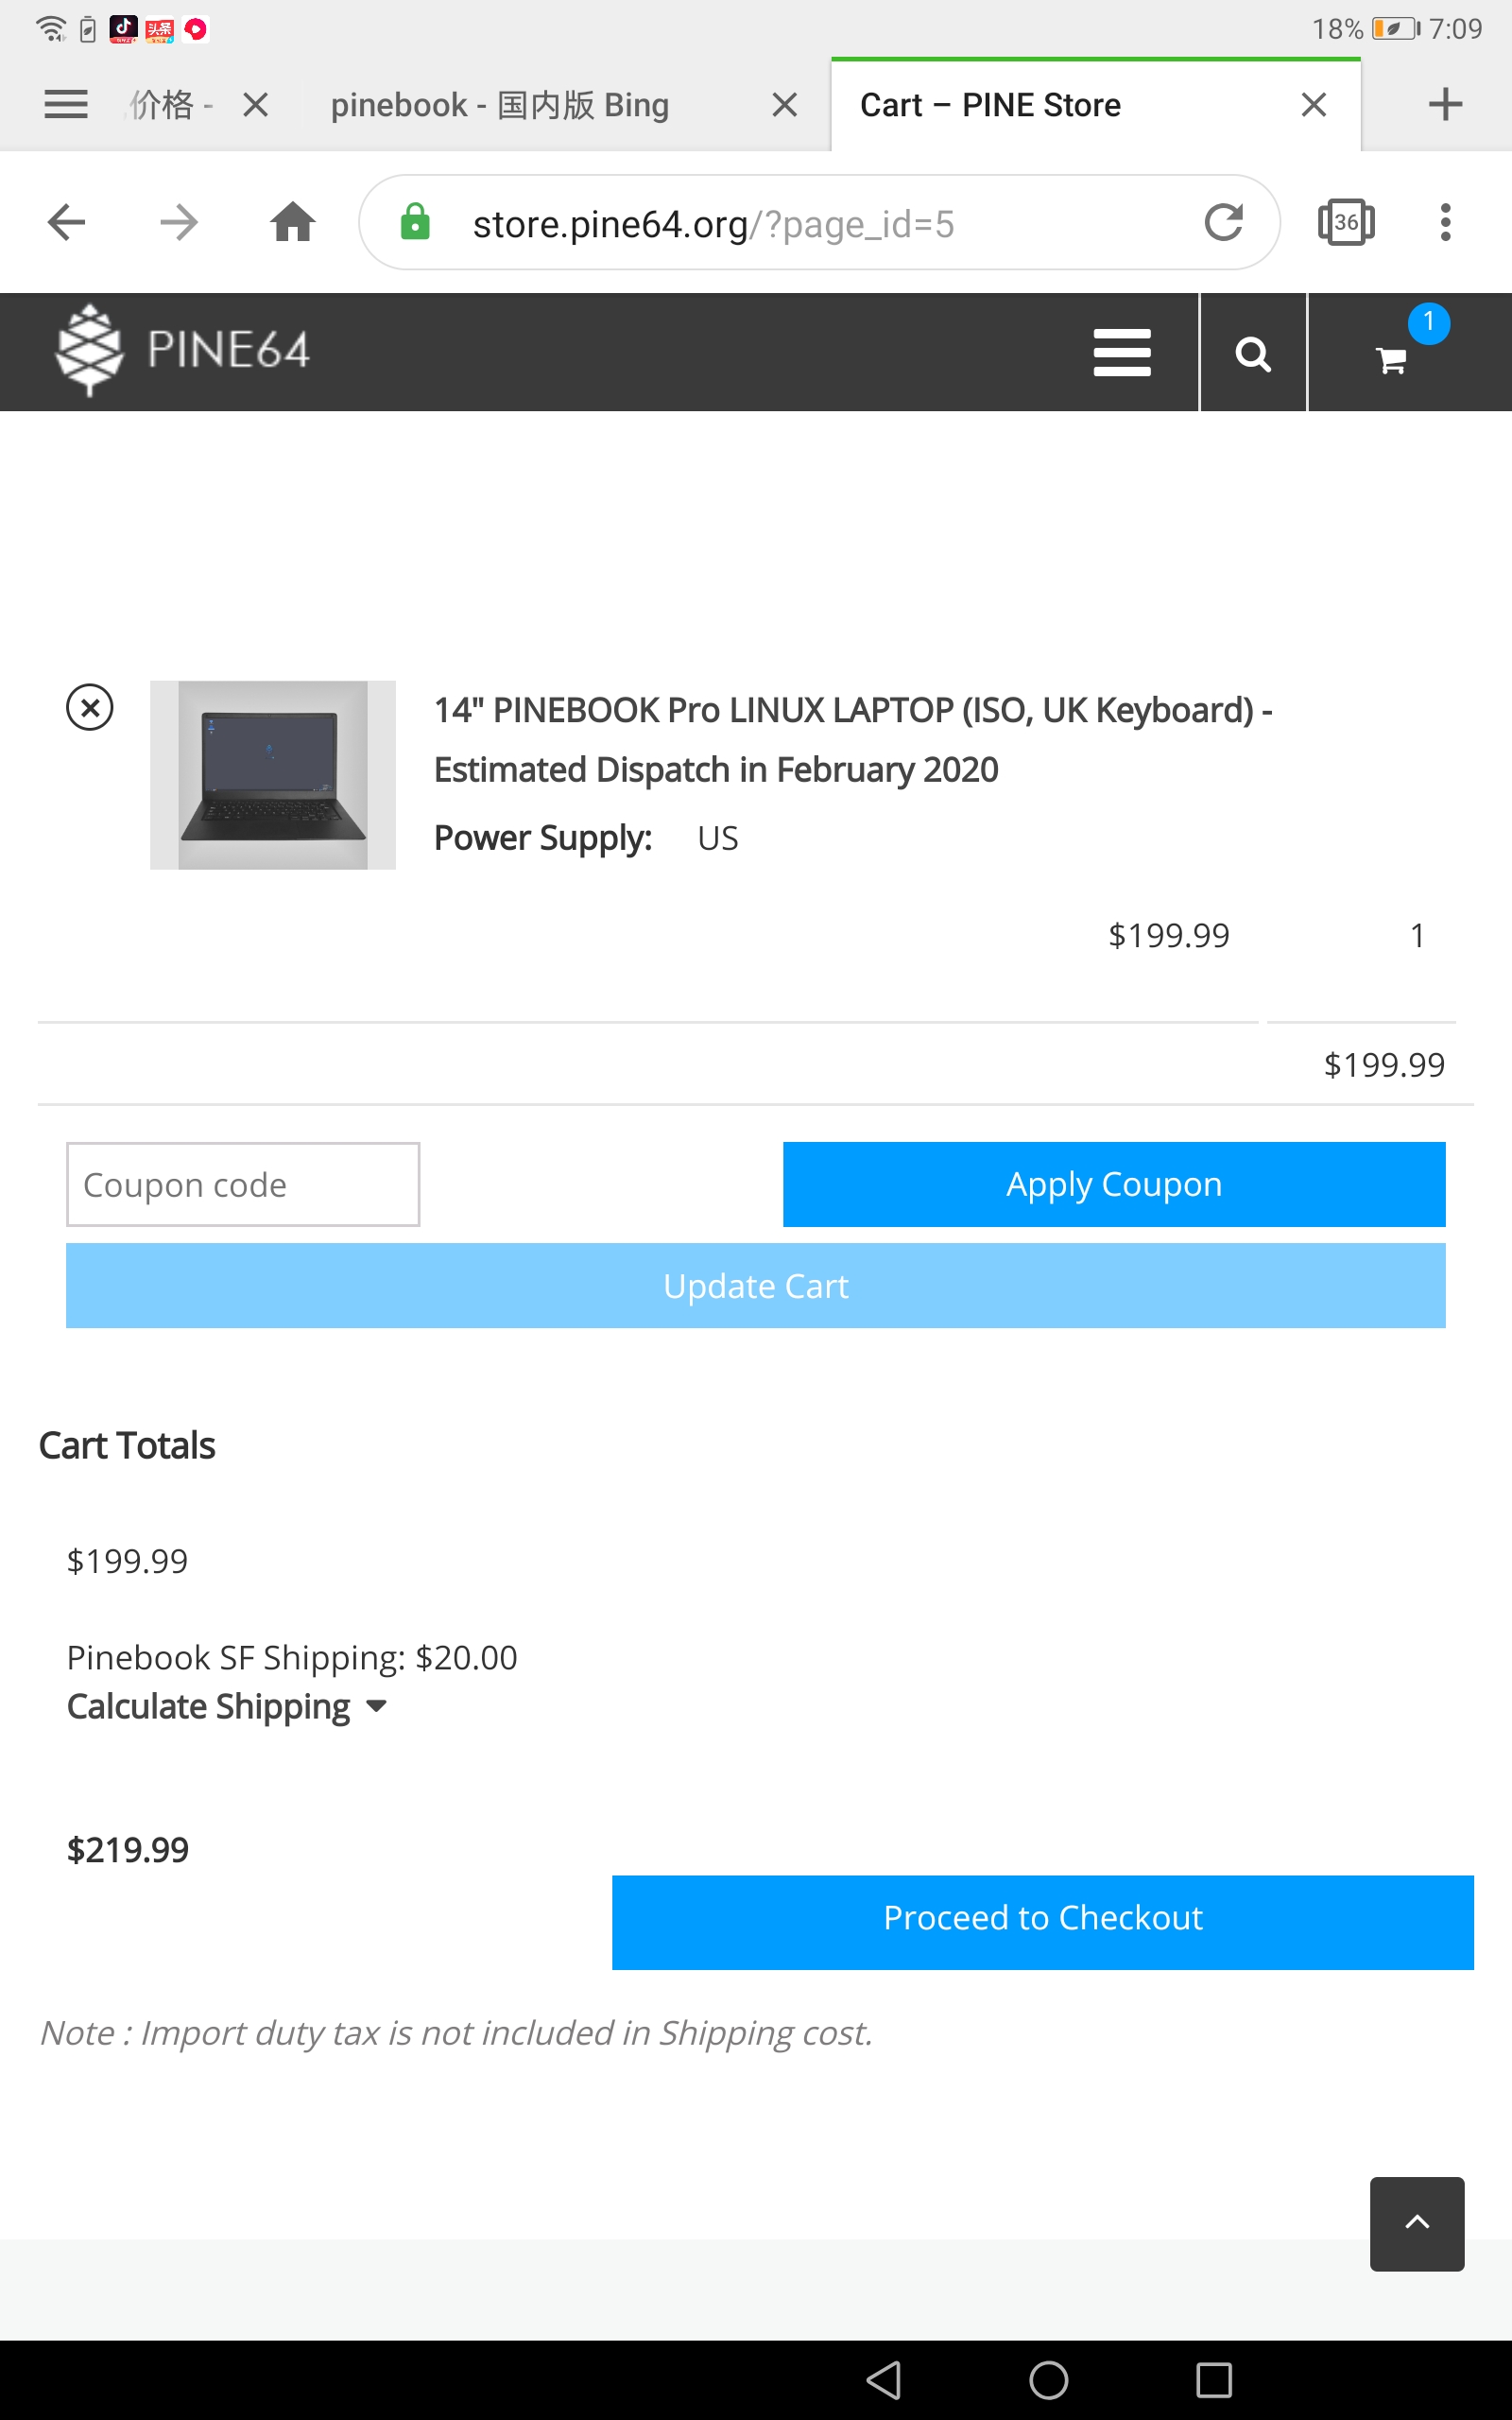 18% 7:09
价格 -
pinebook - 国内版 Bing
Cart – PINE Store
store.pine64.org/?page_id=5
36
PINE64
1
14" PINEBOOK Pro LINUX LAPTOP (ISO, UK Keyboard) -
Estimated Dispatch in February 2020
Power Supply: US
$199.99 1
$199.99
Coupon code
Apply Coupon
Update Cart
Cart Totals
$199.99
Pinebook SF Shipping: $20.00
Calculate Shipping
$219.99
Proceed to Checkout
Note : Import duty tax is not included in Shipping cost.